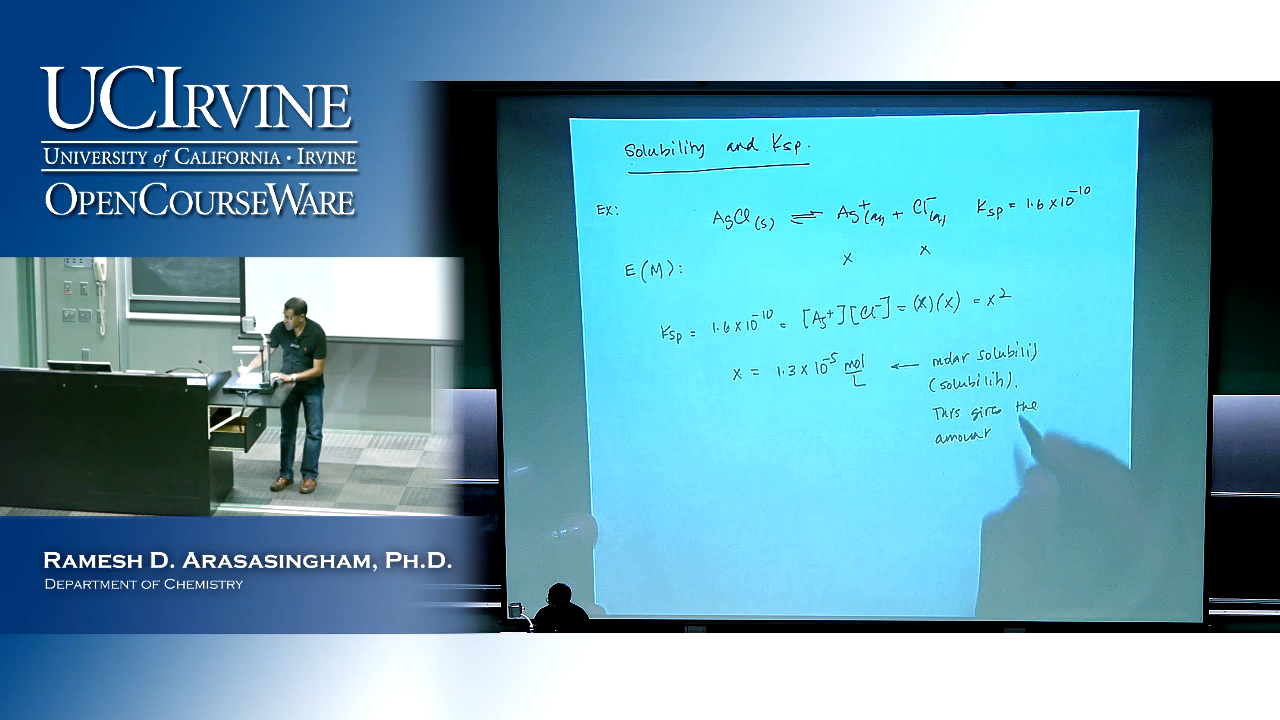 UCIRVINE
UNIVERSITY of CALIFORNIA · IRVINE
OPENCOURSEWARE
RAMESH D. ARASASINGHAM, PH.D.
DEPARTMENT OF CHEMISTRY
Solubility and Ksp.
Ex: AgCl(s) ⇌ Ag+(aq) + Cl-(aq) Ksp = 1.6 x 10^-10
E(M): x x
Ksp = 1.6 x 10^-10 = [Ag+][Cl-] = (x)(x) = x^2
x = 1.3 x 10^-5 mol/L ← molar solubility
(solubility).
This gives the
amount